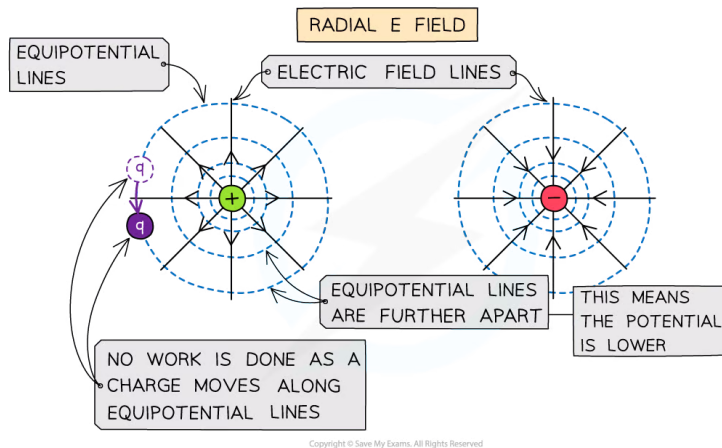 RADIAL E FIELD
EQUIPOTENTIAL
LINES
ELECTRIC FIELD LINES
q
+
−
q
EQUIPOTENTIAL LINES
ARE FURTHER APART
THIS MEANS
THE POTENTIAL
IS LOWER
NO WORK IS DONE AS A
CHARGE MOVES ALONG
EQUIPOTENTIAL LINES
Copyright © Save My Exams. All Rights Reserved